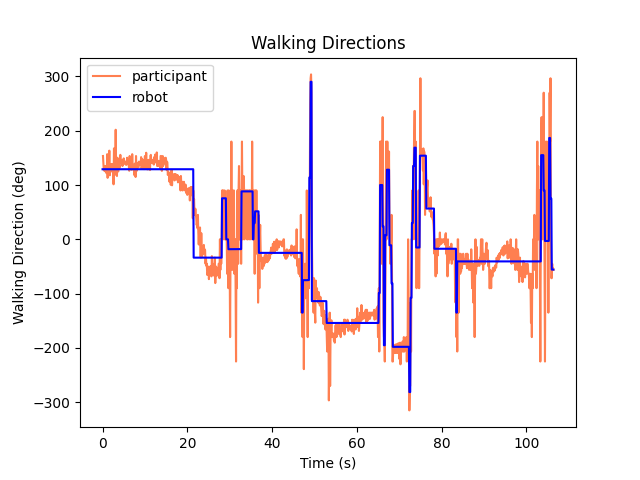 Walking Directions
participant
robot
300
200
100
0
−100
−200
−300
Walking Direction (deg)
0 20 40 60 80 100
Time (s)